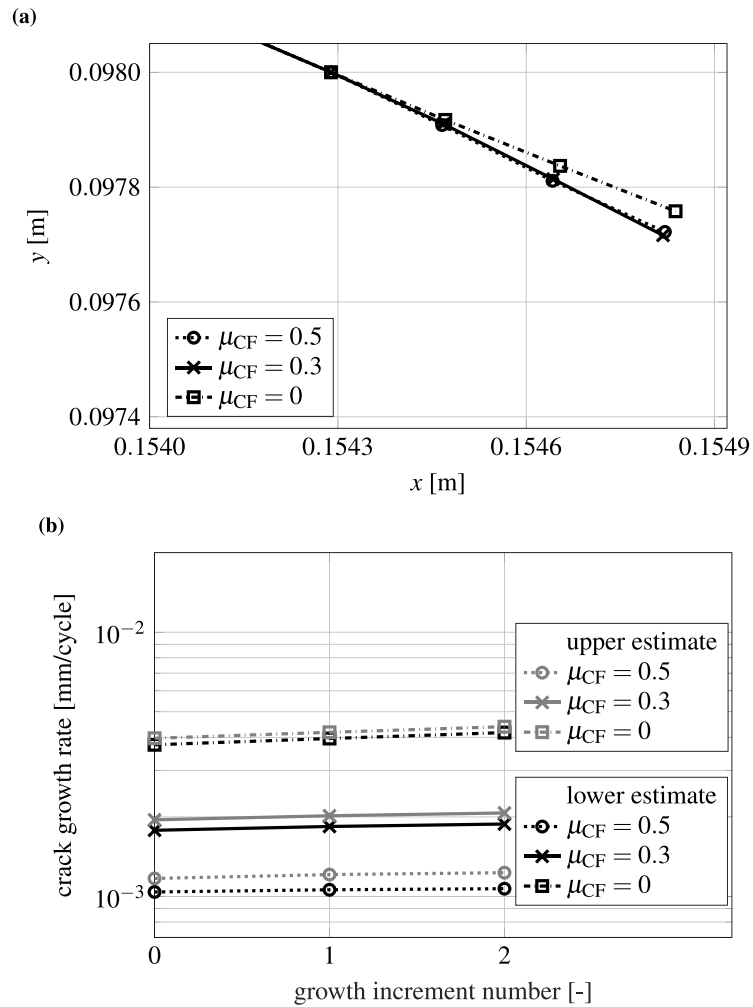 (a)
0.0980
0.0978
0.0976
0.0974
y [m]
μCF = 0.5
μCF = 0.3
μCF = 0
0.1540
0.1543
0.1546
0.1549
x [m]
(b)
crack growth rate [mm/cycle]
10⁻²
10⁻³
upper estimate
μCF = 0.5
μCF = 0.3
μCF = 0
lower estimate
μCF = 0.5
μCF = 0.3
μCF = 0
0
1
2
growth increment number [-]